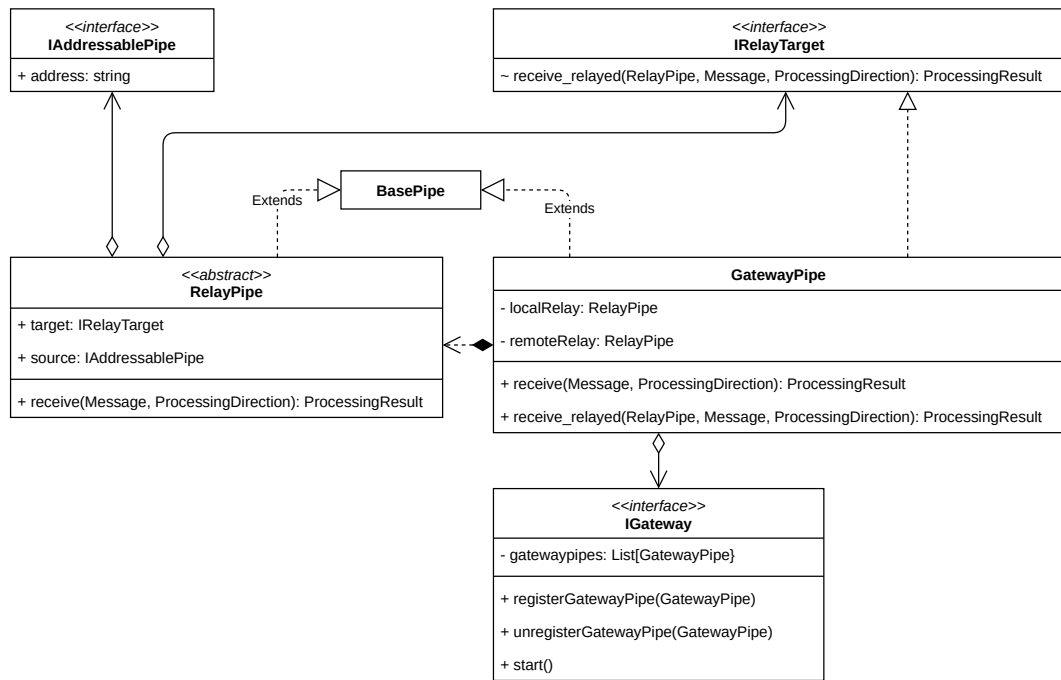 <<interface>>
IAddressablePipe
+ address: string
<<interface>>
IRelayTarget
~ receive_relayed(RelayPipe, Message, ProcessingDirection): ProcessingResult
BasePipe
Extends
Extends
<<abstract>>
RelayPipe
+ target: IRelayTarget
+ source: IAddressablePipe
+ receive(Message, ProcessingDirection): ProcessingResult
GatewayPipe
- localRelay: RelayPipe
- remoteRelay: RelayPipe
+ receive(Message, ProcessingDirection): ProcessingResult
+ receive_relayed(RelayPipe, Message, ProcessingDirection): ProcessingResult
<<interface>>
IGateway
- gatewaypipes: List[GatewayPipe}
+ registerGatewayPipe(GatewayPipe)
+ unregisterGatewayPipe(GatewayPipe)
+ start()